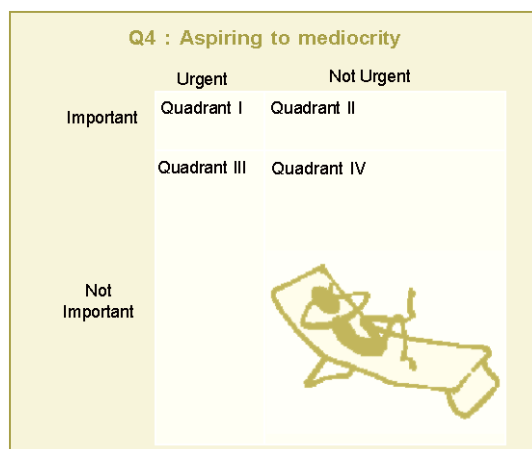 Q4 : Aspiring to mediocrity
Urgent Not Urgent
Important Quadrant I Quadrant II
Quadrant III Quadrant IV
Not
Important